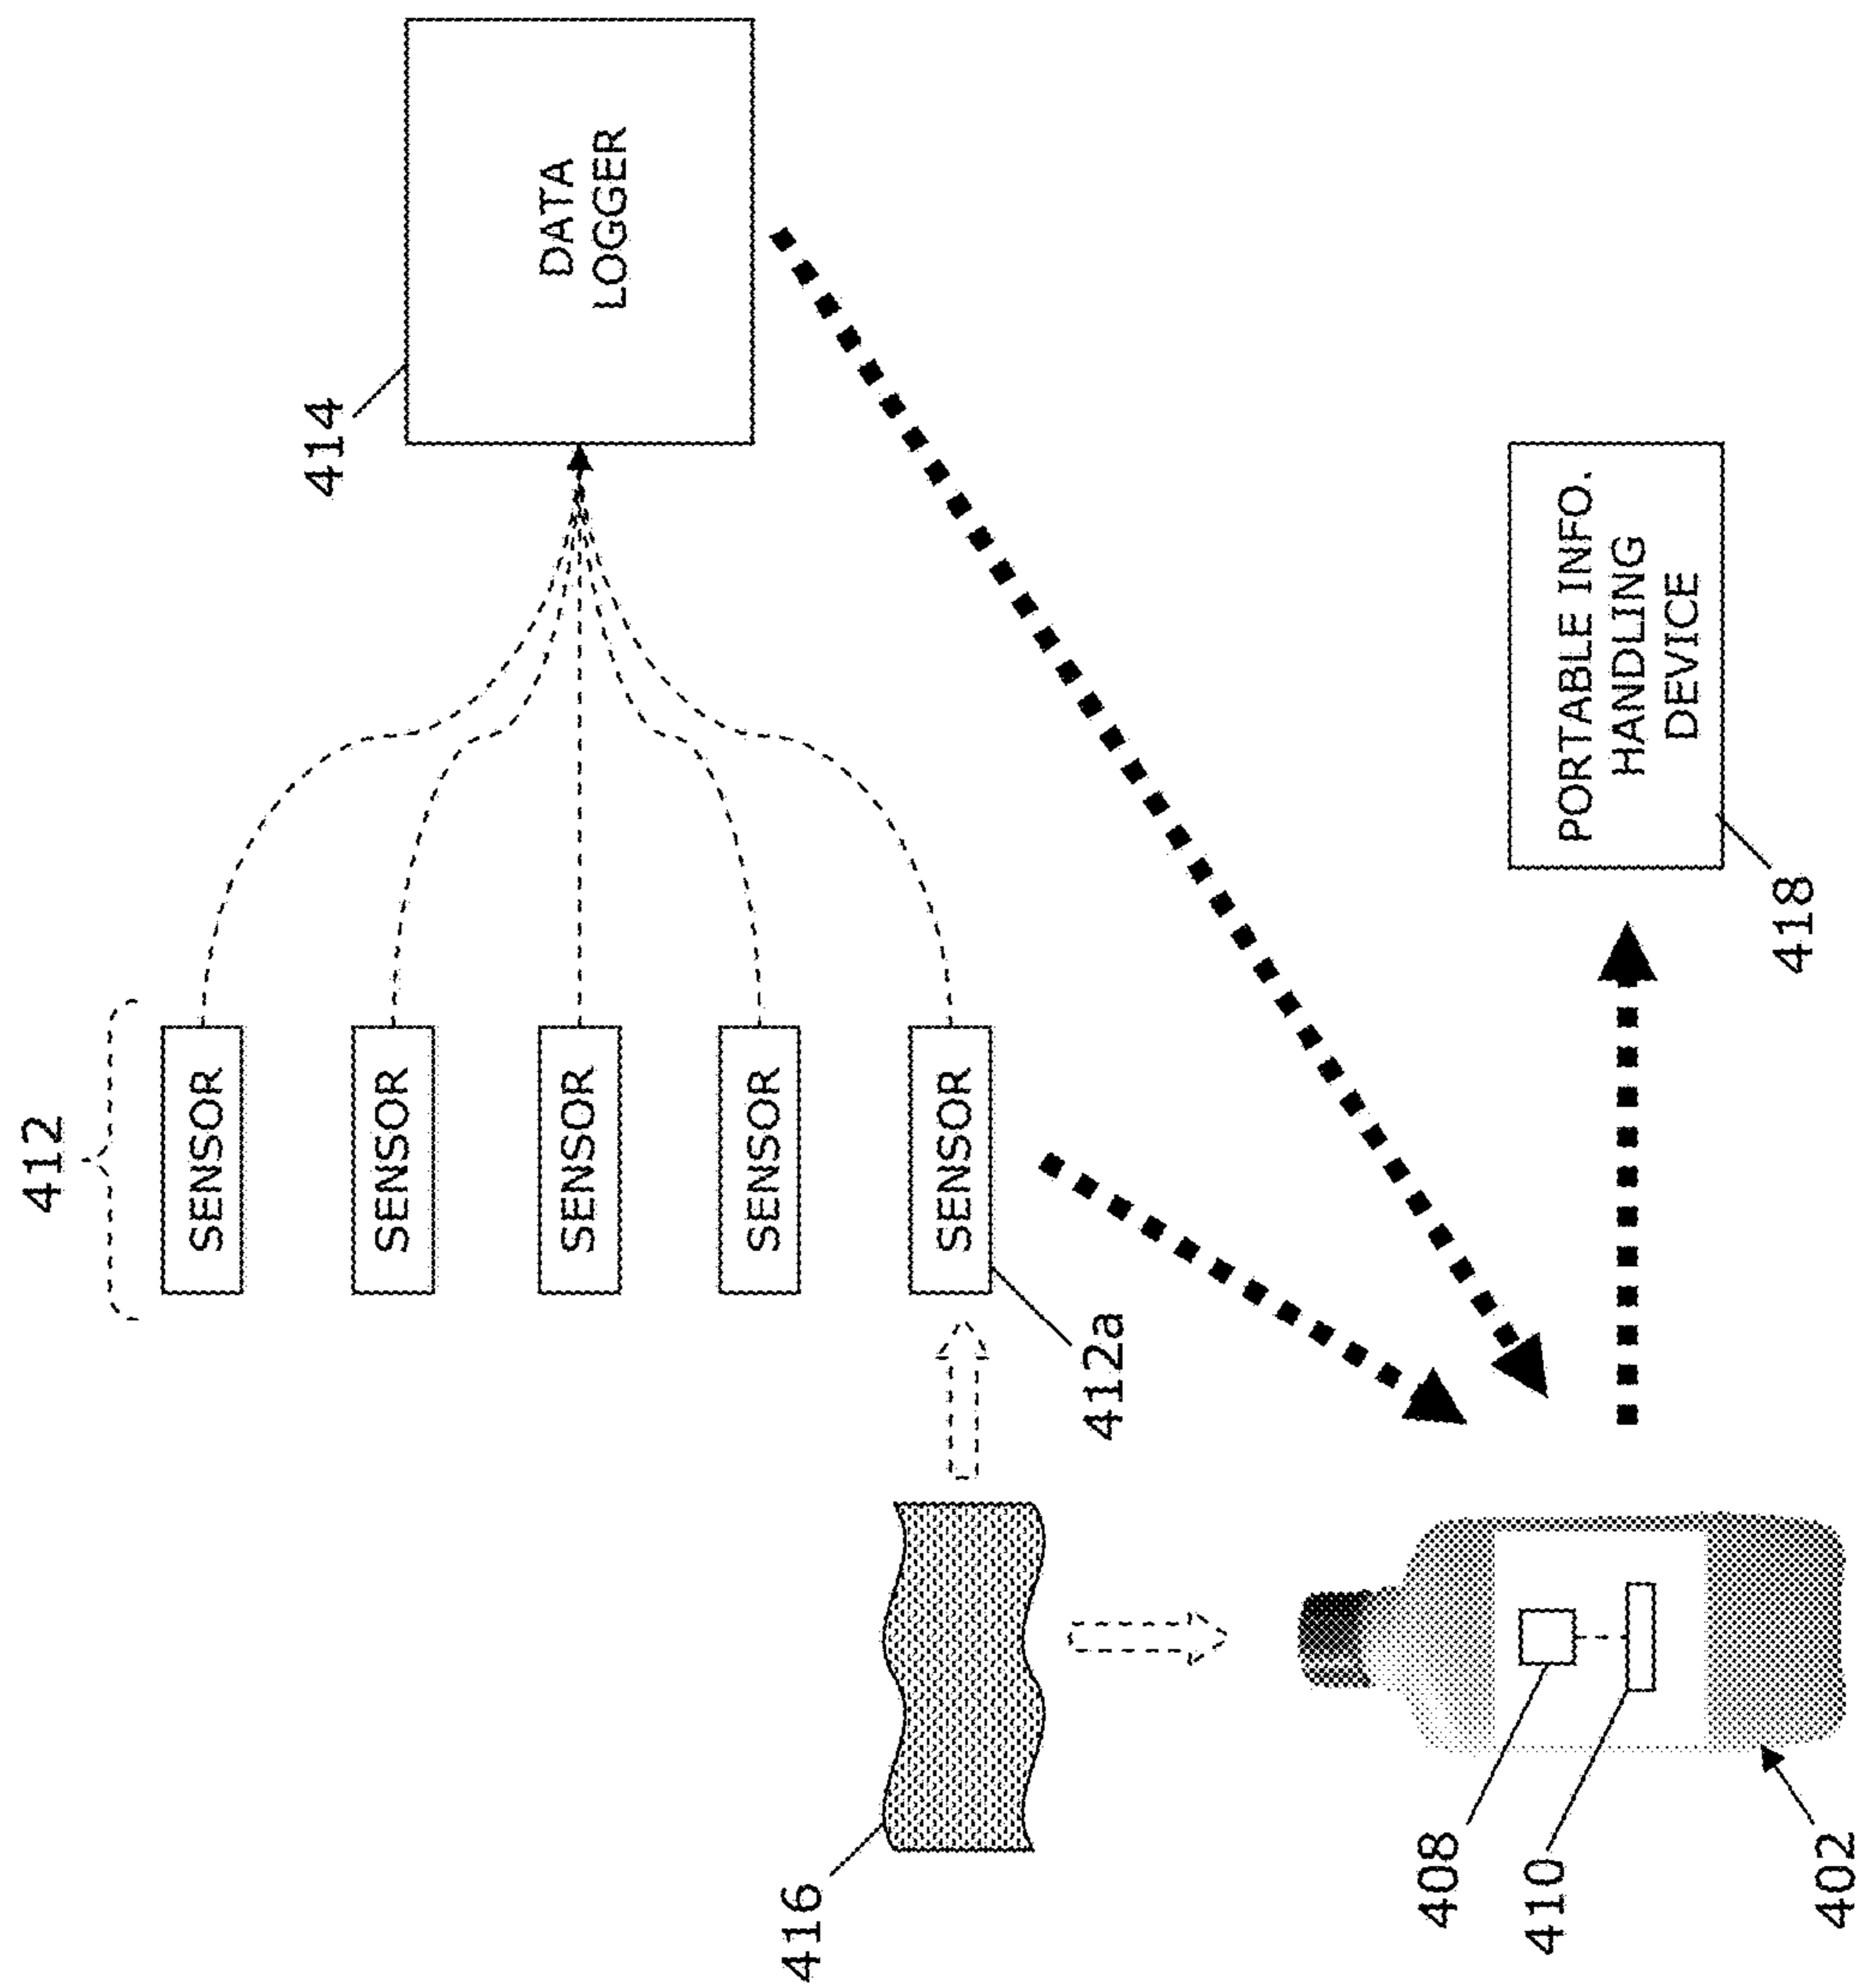 412
SENSOR
SENSOR
SENSOR
SENSOR
SENSOR
412a
414
DATA
LOGGER
416
408
410
402
PORTABLE INFO.
HANDLING
DEVICE
418